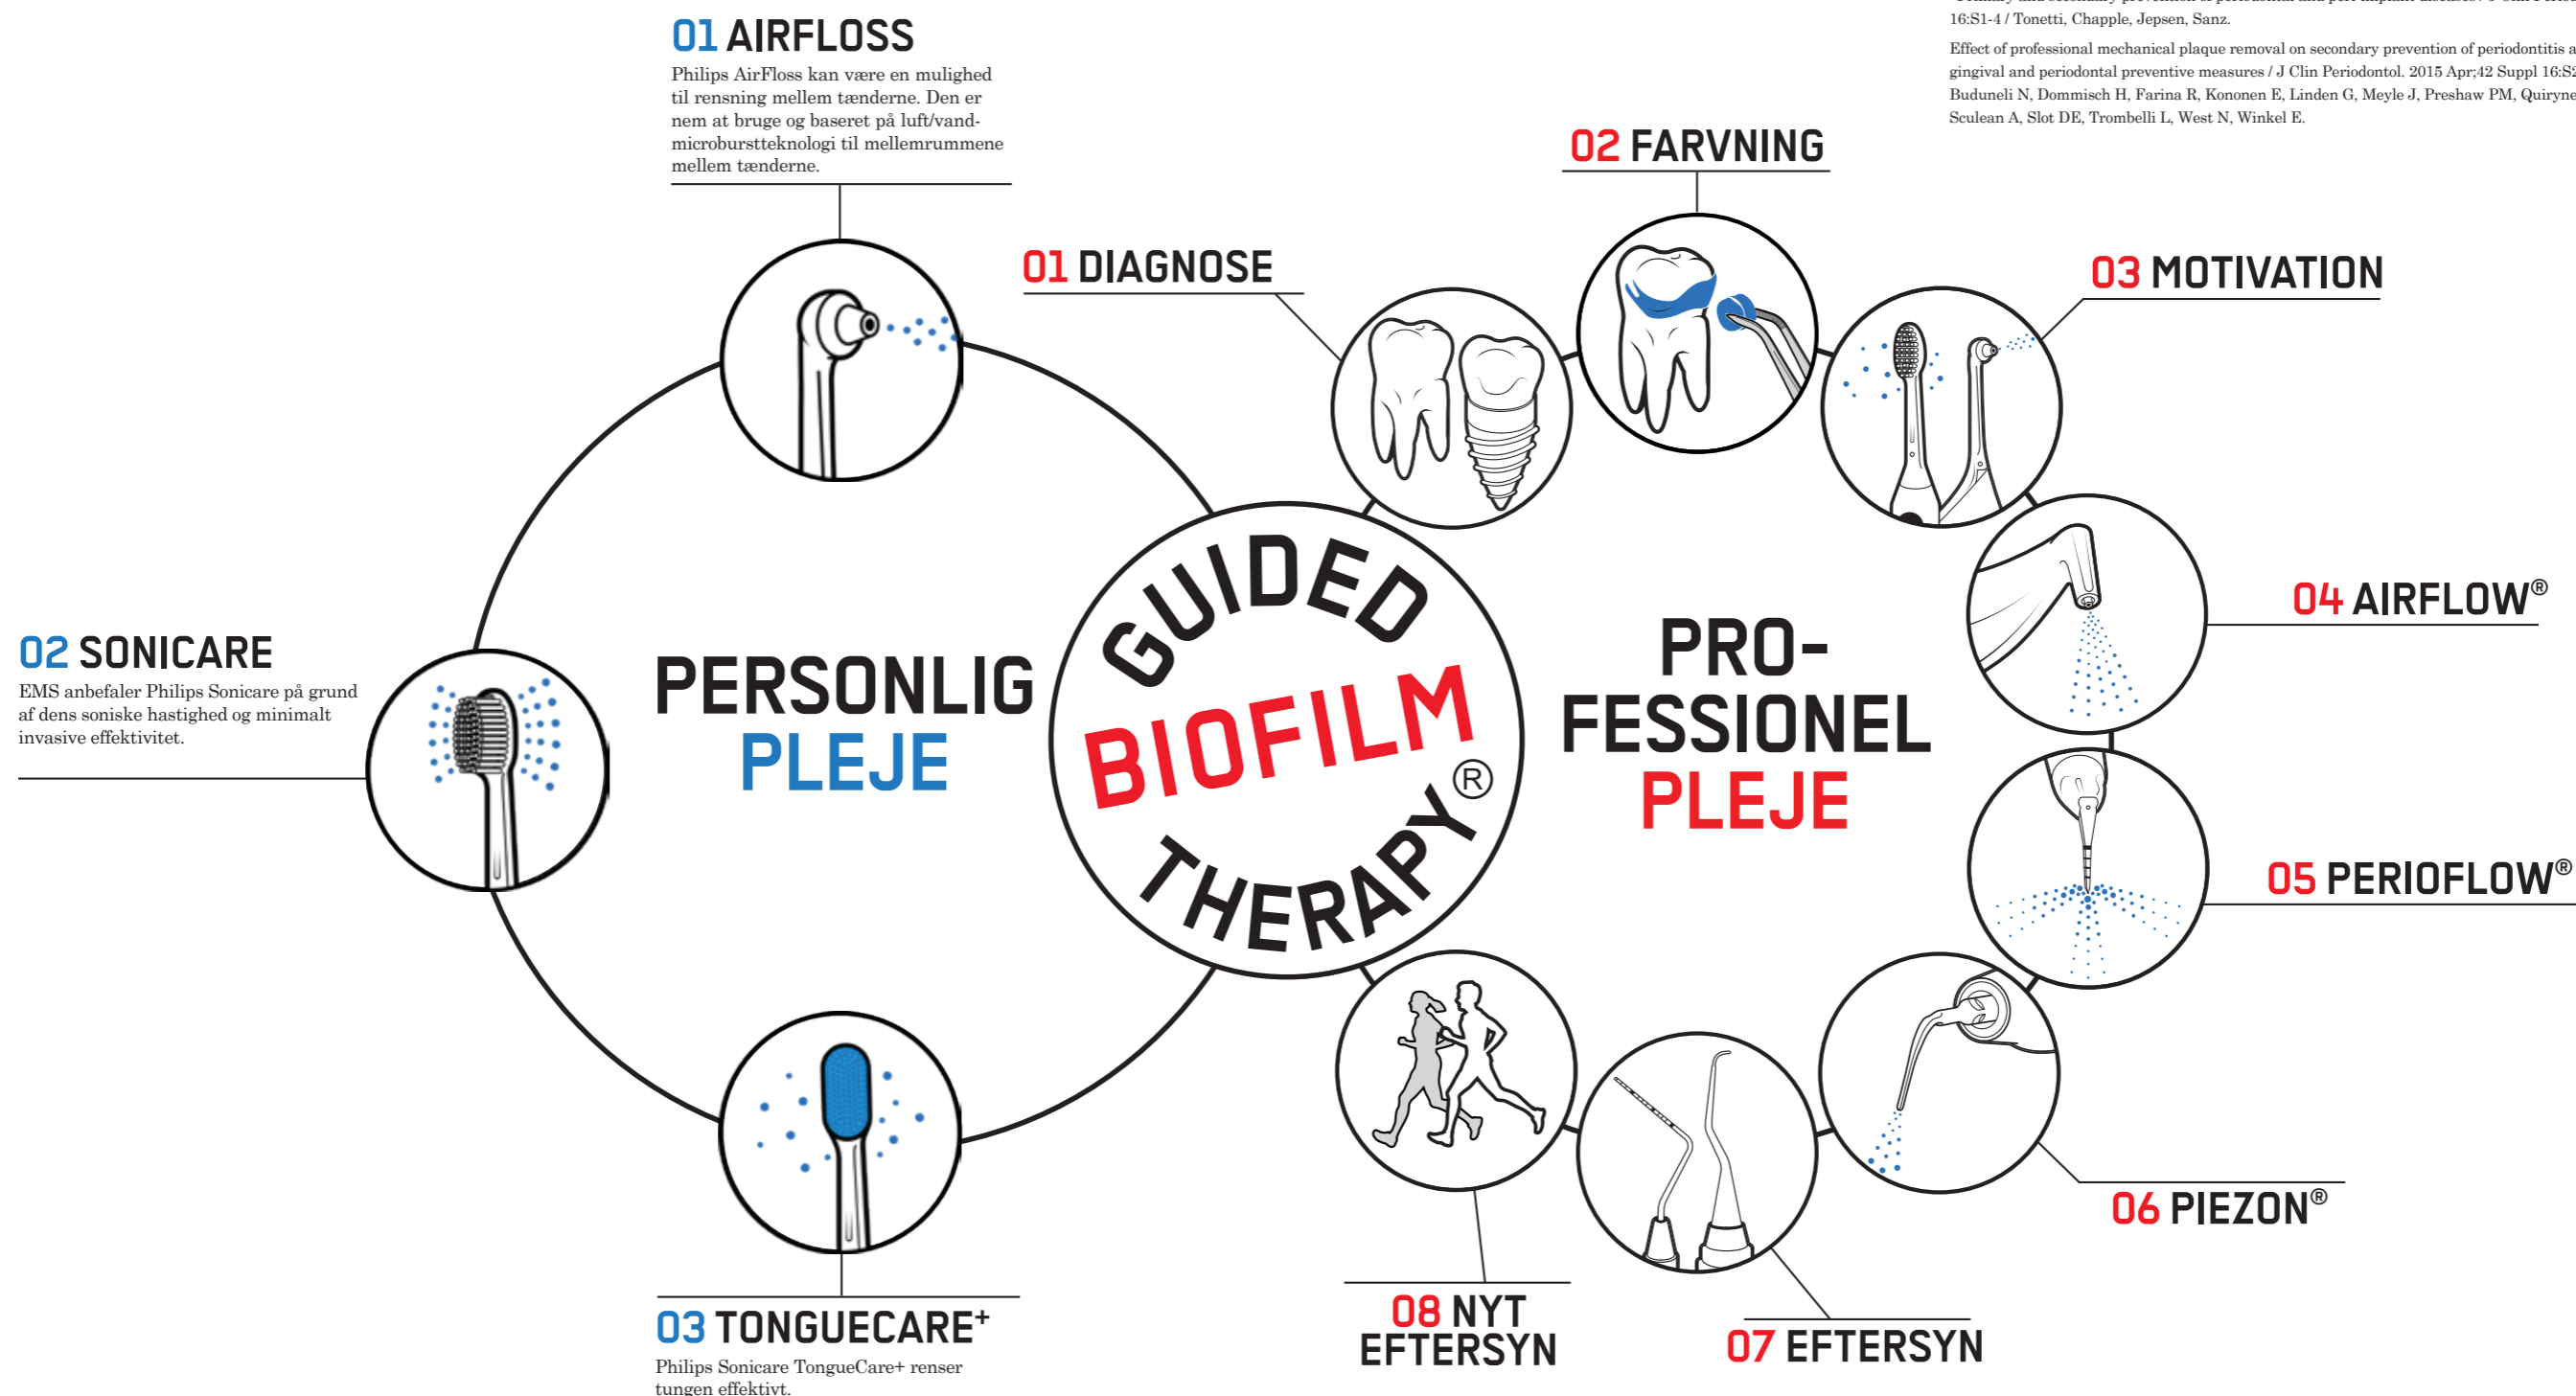 01 AIRFLOSS
Philips AirFloss kan være en mulighed
til rensning mellem tænderne. Den er
nem at bruge og baseret på luft/vand-
microburstteknologi til mellemrummene
mellem tænderne.
16:S1-4 / Tonetti, Chapple, Jepsen, Sanz.
Effect of professional mechanical plaque removal on secondary prevention of periodontitis a
gingival and periodontal preventive measures / J Clin Periodontol. 2015 Apr;42 Suppl 16:S2
Buduneli N, Dommisch H, Farina R, Kononen E, Linden G, Meyle J, Preshaw PM, Quiryne
Sculean A, Slot DE, Trombelli L, West N, Winkel E.
02 SONICARE
EMS anbefaler Philips Sonicare på grund
af dens soniske hastighed og minimalt
invasive effektivitet.
03 TONGUECARE+
Philips Sonicare TongueCare+ renser
tungen effektivt.
PERSONLIG
PLEJE
GUIDED
BIOFILM
THERAPY®
PRO-
FESSIONEL
PLEJE
01 DIAGNOSE
02 FARVNING
03 MOTIVATION
04 AIRFLOW®
05 PERIOFLOW®
06 PIEZON®
07 EFTERSYN
08 NYT
EFTERSYN